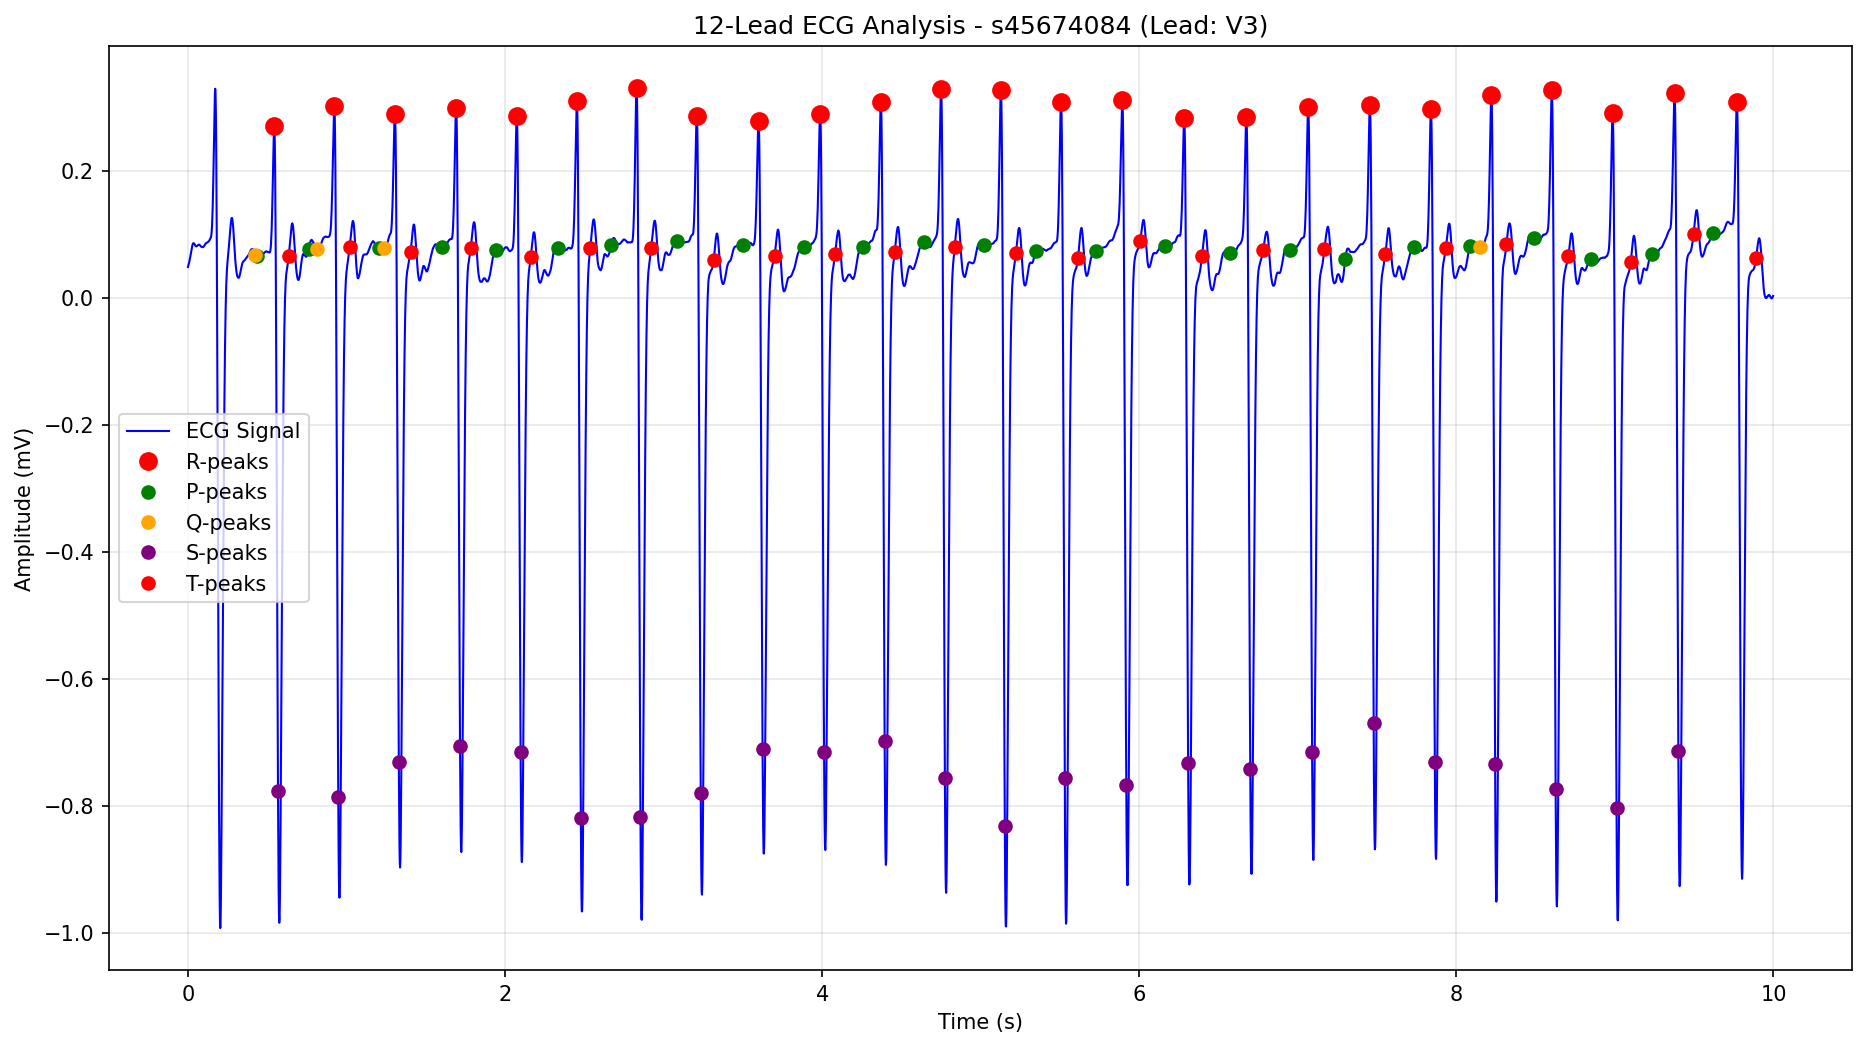 12-Lead ECG Analysis - s45674084 (Lead: V3)
0.2
0.0
−0.2
−0.4
−0.6
−0.8
−1.0
Amplitude (mV)
ECG Signal
R-peaks
P-peaks
Q-peaks
S-peaks
T-peaks
0 2 4 6 8 10
Time (s)